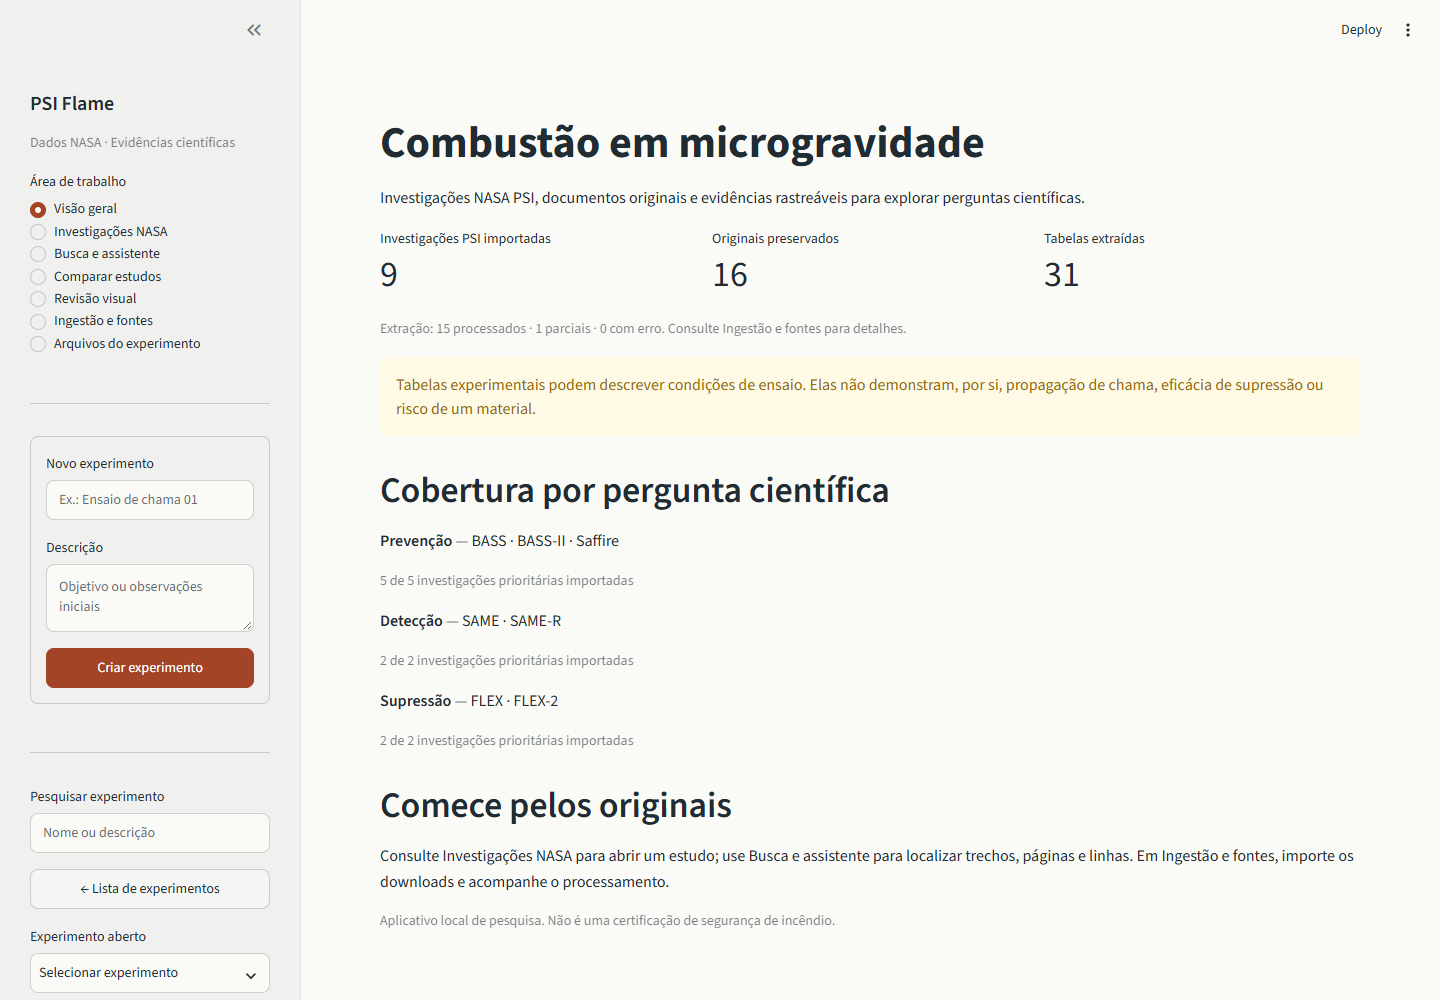 Deploy
PSI Flame
Dados NASA · Evidências científicas
Área de trabalho
Visão geral
Investigações NASA
Busca e assistente
Comparar estudos
Revisão visual
Ingestão e fontes
Arquivos do experimento
Novo experimento
Ex.: Ensaio de chama 01
Descrição
Objetivo ou observações
iniciais
Criar experimento
Pesquisar experimento
Nome ou descrição
← Lista de experimentos
Experimento aberto
Selecionar experimento
Combustão em microgravidade
Investigações NASA PSI, documentos originais e evidências rastreáveis para explorar perguntas científicas.
Investigações PSI importadas
9
Originais preservados
16
Tabelas extraídas
31
Extração: 15 processados · 1 parciais · 0 com erro. Consulte Ingestão e fontes para detalhes.
Tabelas experimentais podem descrever condições de ensaio. Elas não demonstram, por si, propagação de chama, eficácia de supressão ou
risco de um material.
Cobertura por pergunta científica
Prevenção — BASS · BASS-II · Saffire
5 de 5 investigações prioritárias importadas
Detecção — SAME · SAME-R
2 de 2 investigações prioritárias importadas
Supressão — FLEX · FLEX-2
2 de 2 investigações prioritárias importadas
Comece pelos originais
Consulte Investigações NASA para abrir um estudo; use Busca e assistente para localizar trechos, páginas e linhas. Em Ingestão e fontes, importe os
downloads e acompanhe o processamento.
Aplicativo local de pesquisa. Não é uma certificação de segurança de incêndio.